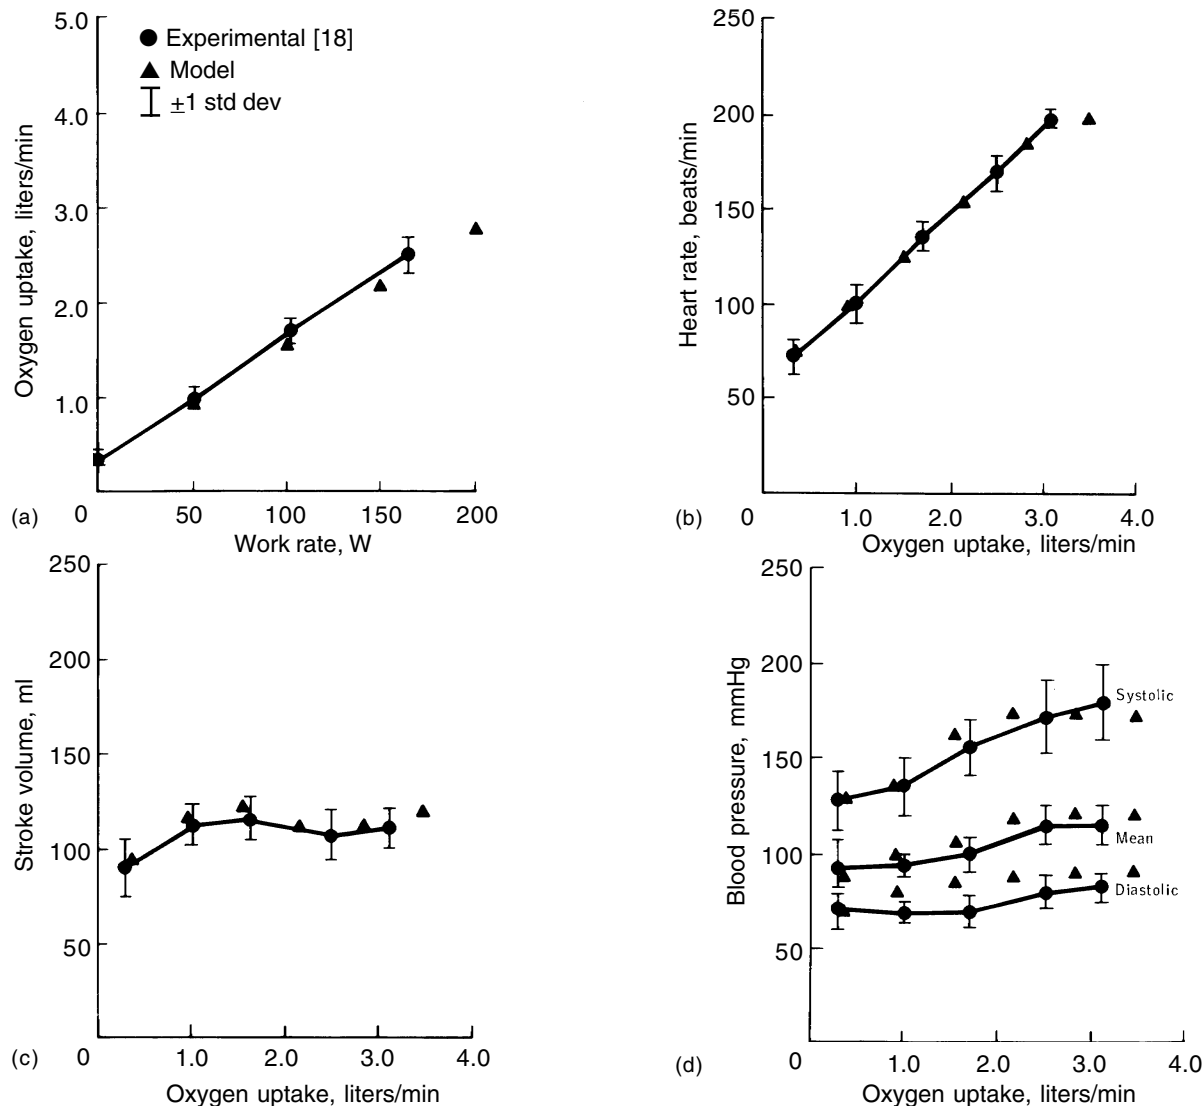 5.0
4.0
3.0
2.0
1.0
0
50
100
150
200
Oxygen uptake, liters/min
Work rate, W
(a)
Experimental [18]
Model
±1 std dev
250
200
150
100
50
0
1.0
2.0
3.0
4.0
Heart rate, beats/min
Oxygen uptake, liters/min
(b)
250
200
150
100
50
0
1.0
2.0
3.0
4.0
Stroke volume, ml
Oxygen uptake, liters/min
(c)
250
200
150
100
50
0
1.0
2.0
3.0
4.0
Blood pressure, mmHg
Oxygen uptake, liters/min
(d)
Systolic
Mean
Diastolic